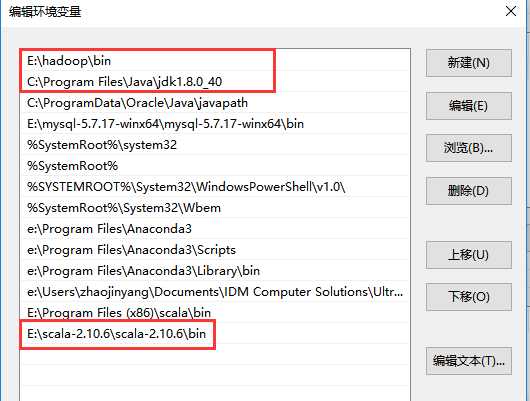 编辑环境变量
E:\hadoop\bin
C:\Program Files\Java\jdk1.8.0_40
C:\ProgramData\Oracle\Java\javapath
E:\mysql-5.7.17-winx64\mysql-5.7.17-winx64\bin
%SystemRoot%\system32
%SystemRoot%
%SYSTEMROOT%\System32\WindowsPowerShell\v1.0\
%SystemRoot%\System32\Wbem
e:\Program Files\Anaconda3
e:\Program Files\Anaconda3\Scripts
e:\Program Files\Anaconda3\Library\bin
e:\Users\zhaojinyang\Documents\IDM Computer Solutions\Ultr...
E:\Program Files (x86)\scala\bin
E:\scala-2.10.6\scala-2.10.6\bin
新建(N)
编辑(E)
浏览(B)...
删除(D)
上移(U)
下移(O)
编辑文本(T)...